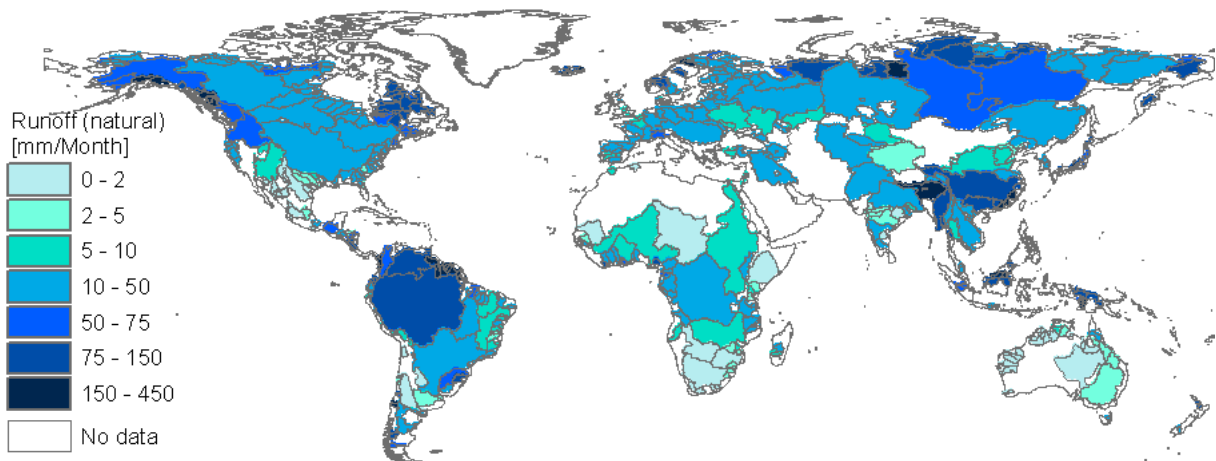 Runoff (natural)
[mm/Month]
0 - 2
2 - 5
5 - 10
10 - 50
50 - 75
75 - 150
150 - 450
No data